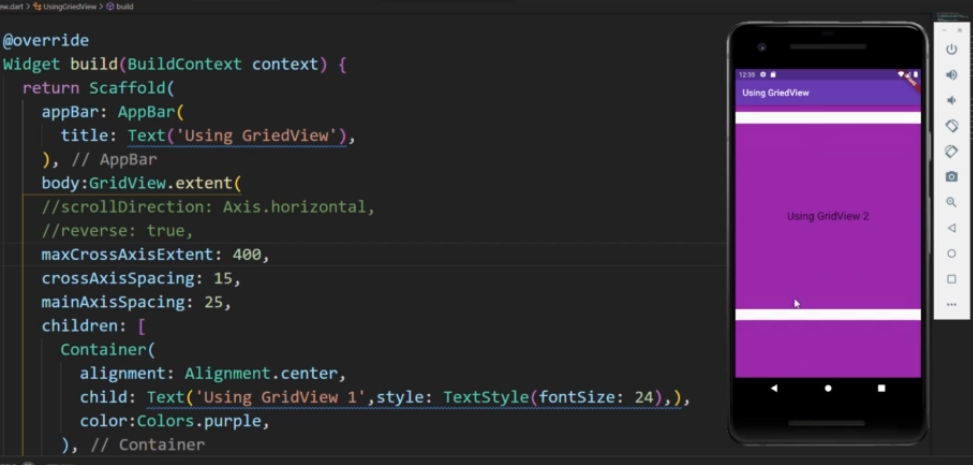 ew.dart > UsingGriedView > build
@override
Widget build(BuildContext context) {
return Scaffold(
appBar: AppBar(
title: Text('Using GriedView'),
), // AppBar
body:GridView.extent(
//scrollDirection: Axis.horizontal,
//reverse: true,
maxCrossAxisExtent: 400,
crossAxisSpacing: 15,
mainAxisSpacing: 25,
children: [
Container(
alignment: Alignment.center,
child: Text('Using GridView 1',style: TextStyle(fontSize: 24),),
color:Colors.purple,
), // Container
12:35
Using GriedView
Using GridView 2